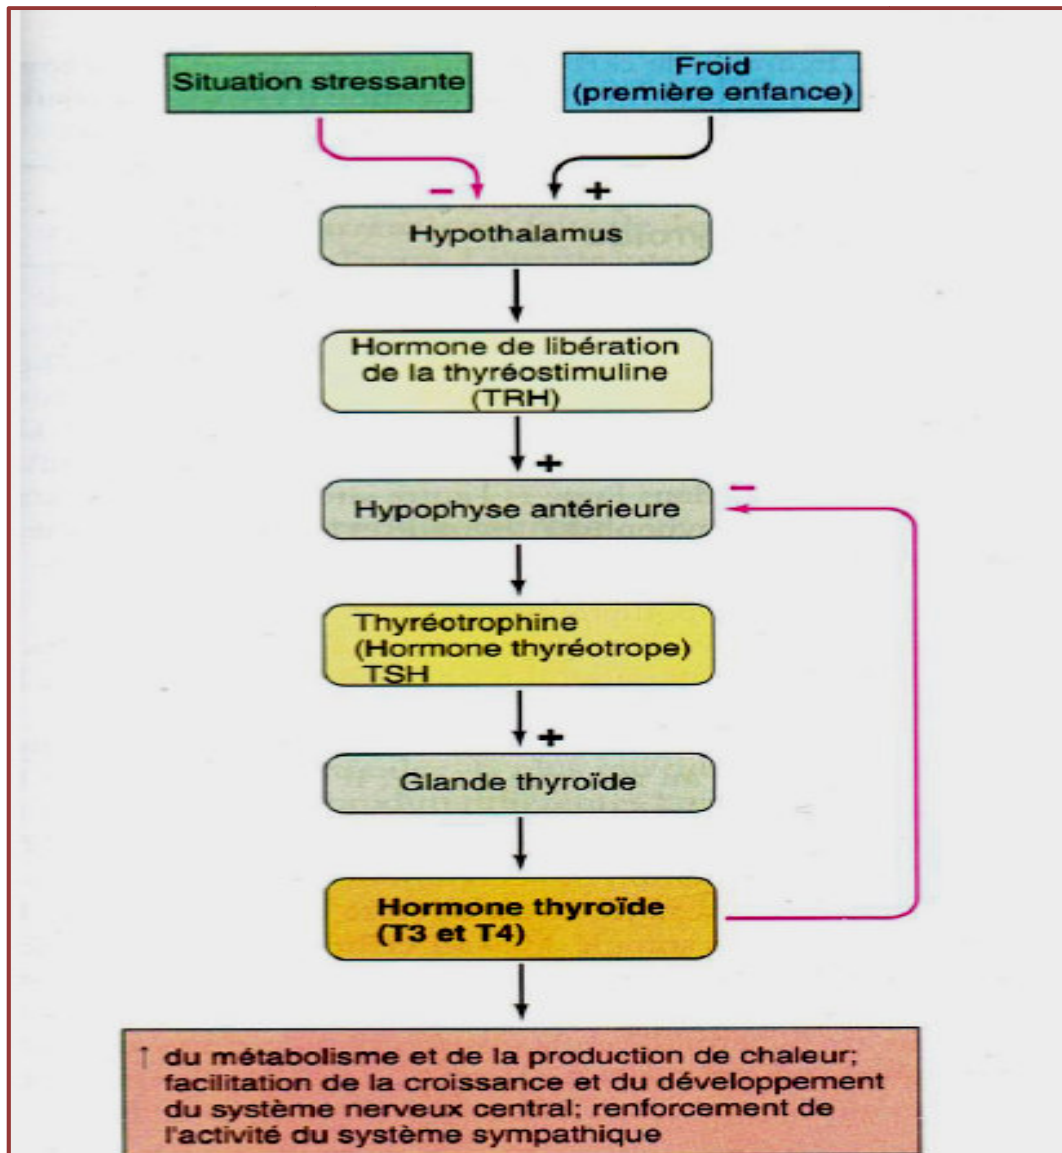 Situation stressante
Froid
(première enfance)
−
+
Hypothalamus
Hormone de libération
de la thyréostimuline
(TRH)
+
−
Hypophyse antérieure
Thyréotrophine
(Hormone thyréotrope)
TSH
+
Glande thyroïde
Hormone thyroïde
(T3 et T4)
↑ du métabolisme et de la production de chaleur;
facilitation de la croissance et du développement
du système nerveux central; renforcement de
l'activité du système sympathique